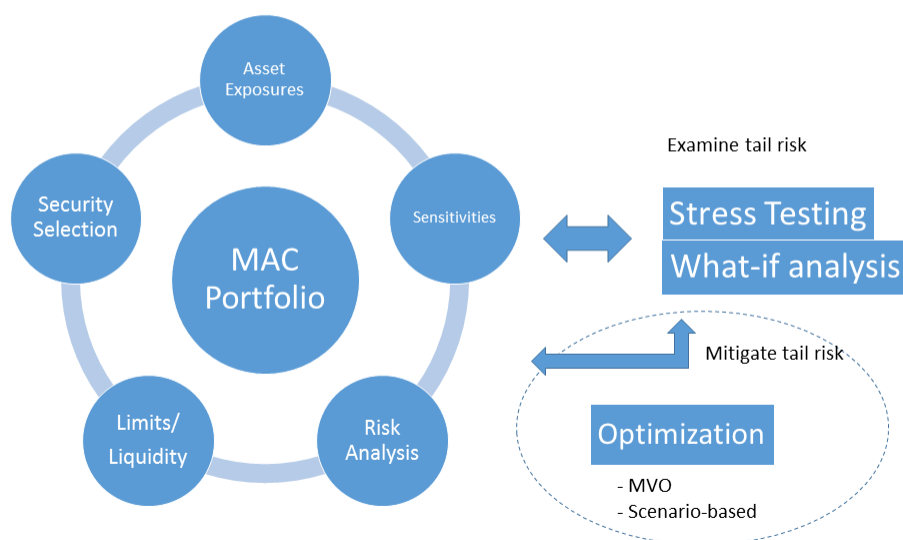 Asset
Exposures
Security
Selection
Sensitivities
MAC
Portfolio
Limits/
Liquidity
Risk
Analysis
Examine tail risk
Stress Testing
What-if analysis
Mitigate tail risk
Optimization
- MVO
- Scenario-based